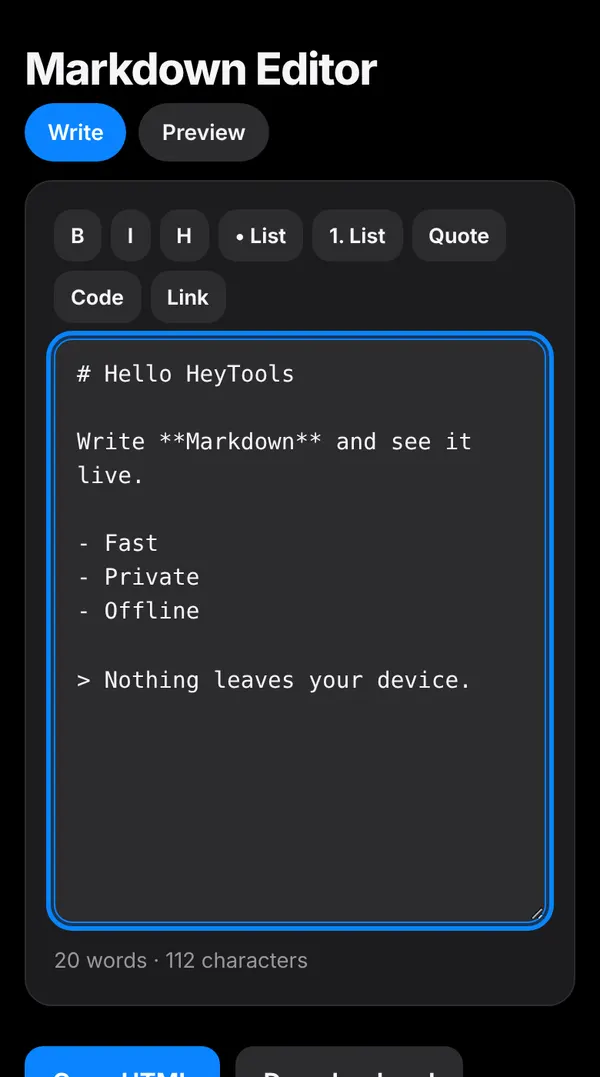 Markdown Editor
Write Preview
B I H • List 1. List Quote
Code Link
# Hello HeyTools
Write **Markdown** and see it
live.
- Fast
- Private
- Offline
> Nothing leaves your device.
20 words · 112 characters